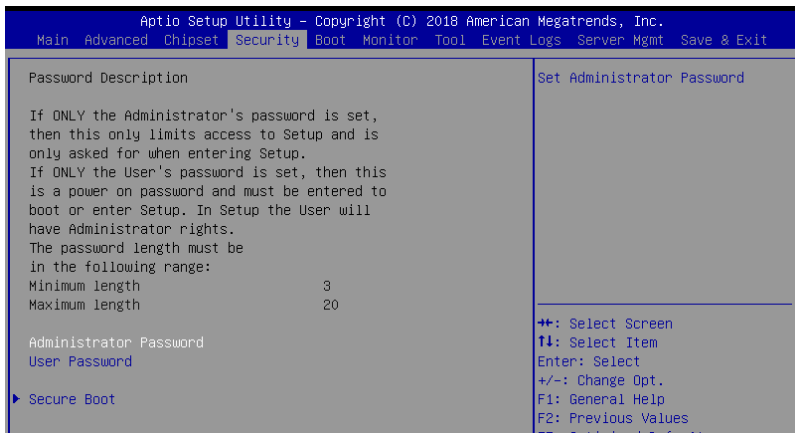 Aptio Setup Utility – Copyright (C) 2018 American Megatrends, Inc.
Main Advanced Chipset Security Boot Monitor Tool Event Logs Server Mgmt Save & Exit
Password Description
If ONLY the Administrator's password is set,
then this only limits access to Setup and is
only asked for when entering Setup.
If ONLY the User's password is set, then this
is a power on password and must be entered to
boot or enter Setup. In Setup the User will
have Administrator rights.
The password length must be
in the following range:
Minimum length 3
Maximum length 20
Administrator Password
User Password
Secure Boot
Set Administrator Password
→←: Select Screen
↑↓: Select Item
Enter: Select
+/-: Change Opt.
F1: General Help
F2: Previous Values